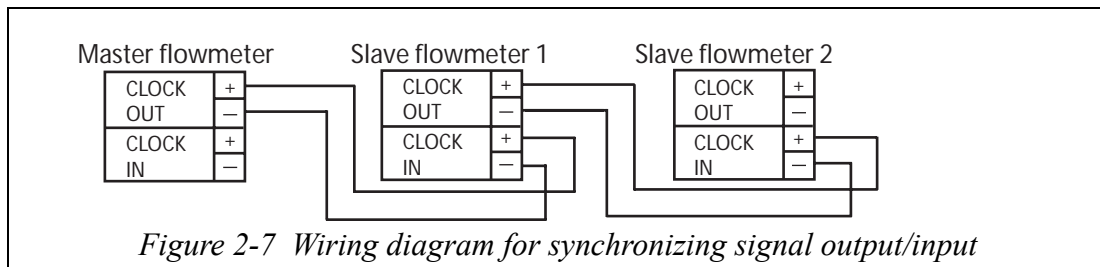 Master flowmeter
CLOCK +
OUT —
CLOCK +
IN —
Slave flowmeter 1
CLOCK +
OUT —
CLOCK +
IN —
Slave flowmeter 2
CLOCK +
OUT —
CLOCK +
IN —
Figure 2-7 Wiring diagram for synchronizing signal output/input